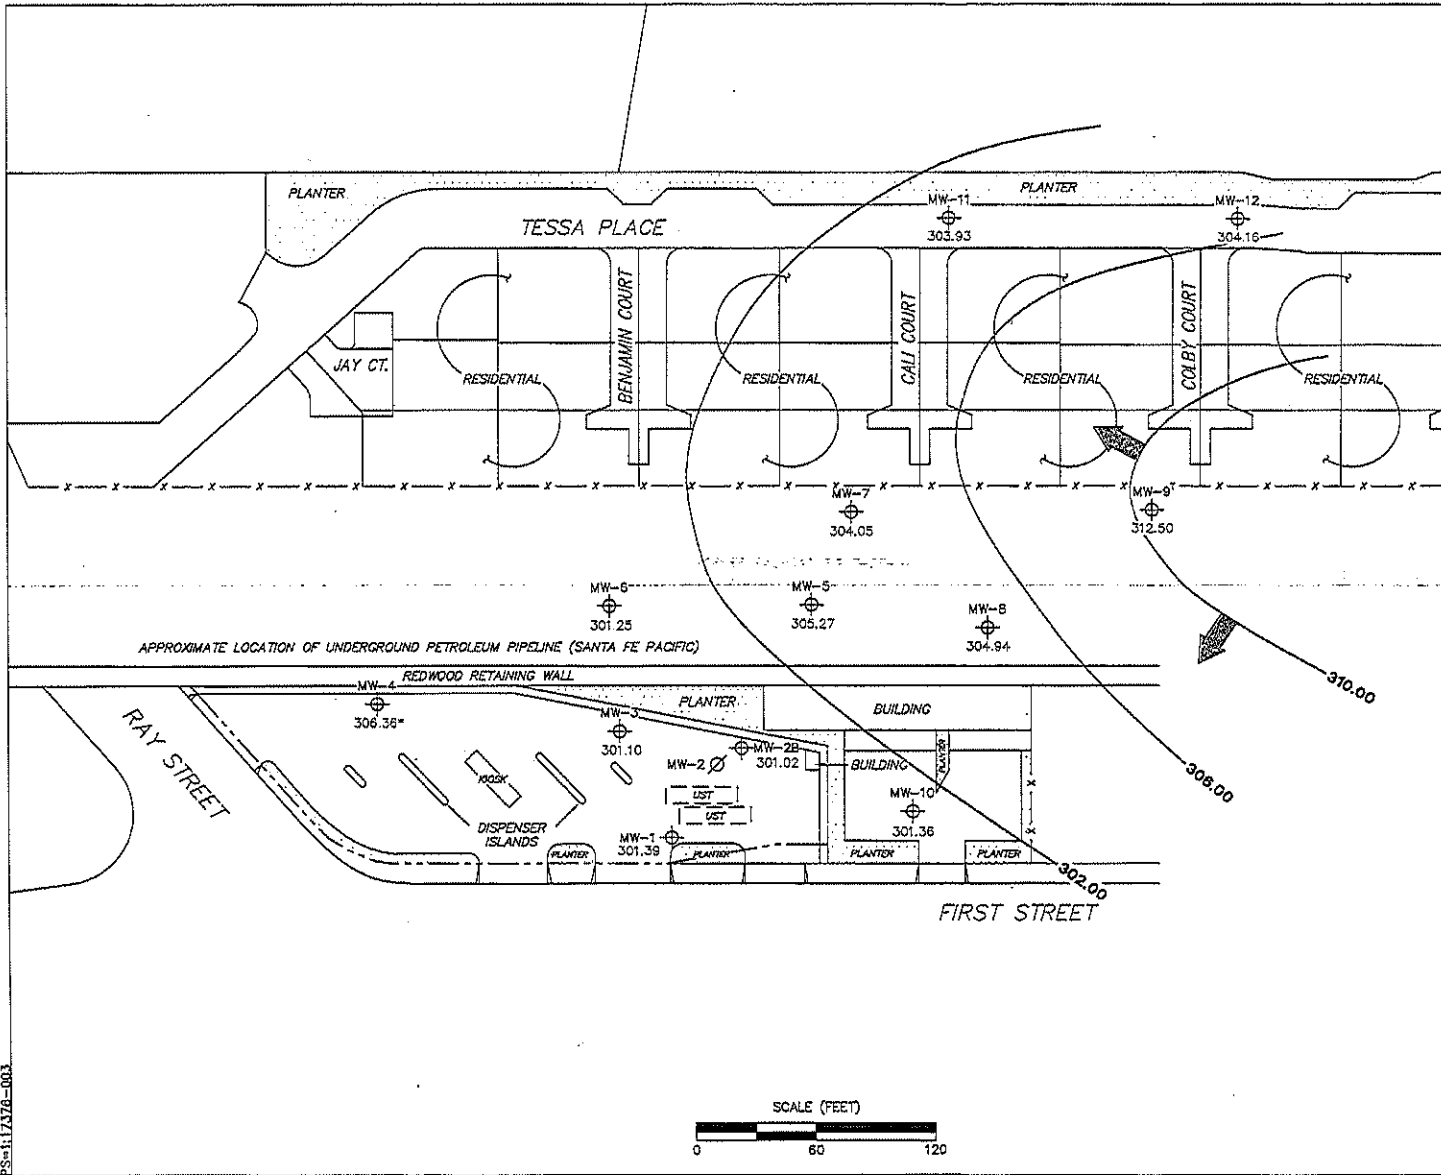 PLANTER
PLANTER
MW-11
303.93
MW-12
304.16
TESSA PLACE
BENJAMIN COURT
CALI COURT
COLBY COURT
JAY CT.
RESIDENTIAL
RESIDENTIAL
RESIDENTIAL
RESIDENTIAL
MW-7
304.05
MW-9
312.50
MW-6
301.25
MW-5
305.27
MW-8
304.94
APPROXIMATE LOCATION OF UNDERGROUND PETROLEUM PIPELINE (SANTA FE PACIFIC)
REDWOOD RETAINING WALL
310.00
MW-4
306.36*
PLANTER
BUILDING
RAY STREET
MW-3
301.10
MW-2B
301.02
MW-2
BUILDING
PLANTER
KIOSK
306.00
UST
UST
MW-10
301.36
DISPENSER
ISLANDS
MW-1
301.39
PLANTER
PLANTER
PLANTER
PLANTER
302.00
FIRST STREET
SCALE (FEET)
0 60 120
PS=1:17378-003